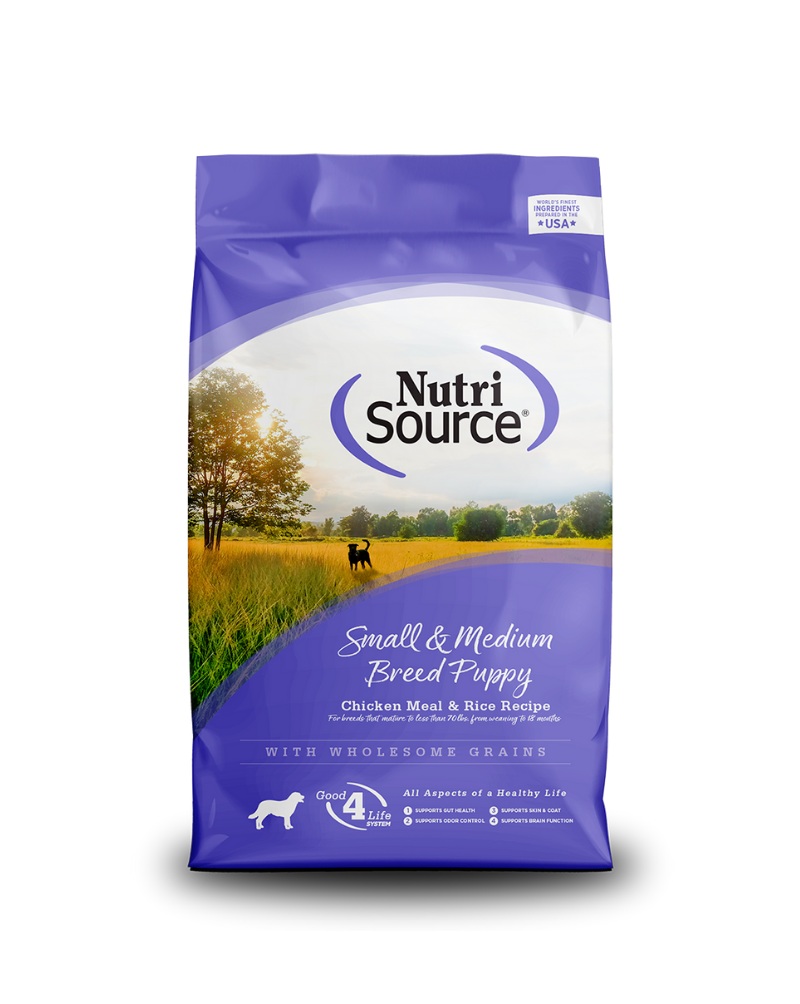 WORLD'S FINEST
INGREDIENTS
PREPARED IN THE
★USA★
Nutri
Source®
Small & Medium
Breed Puppy
Chicken Meal & Rice Recipe
For breeds that mature to less than 70 lbs. from weaning to 18 months
WITH WHOLESOME GRAINS
Good 4 Life
SYSTEM
All Aspects of a Healthy Life
1 SUPPORTS GUT HEALTH 3 SUPPORTS SKIN & COAT
2 SUPPORTS ODOR CONTROL 4 SUPPORTS BRAIN FUNCTION